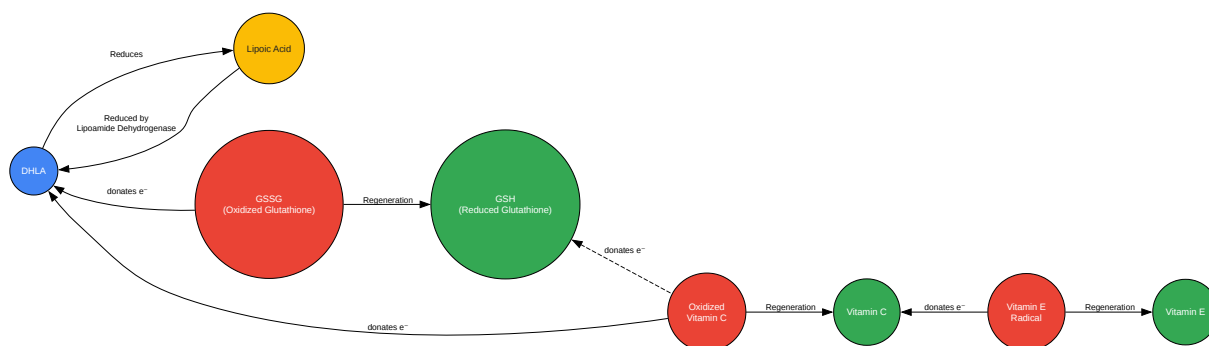 Lipoic Acid
Reduces
Reduced by
Lipoamide Dehydrogenase
DHLA
donates e⁻
GSSG
(Oxidized Glutathione)
Regeneration
GSH
(Reduced Glutathione)
donates e⁻
donates e⁻
Oxidized
Vitamin C
Regeneration
Vitamin C
donates e⁻
Vitamin E
Radical
Regeneration
Vitamin E